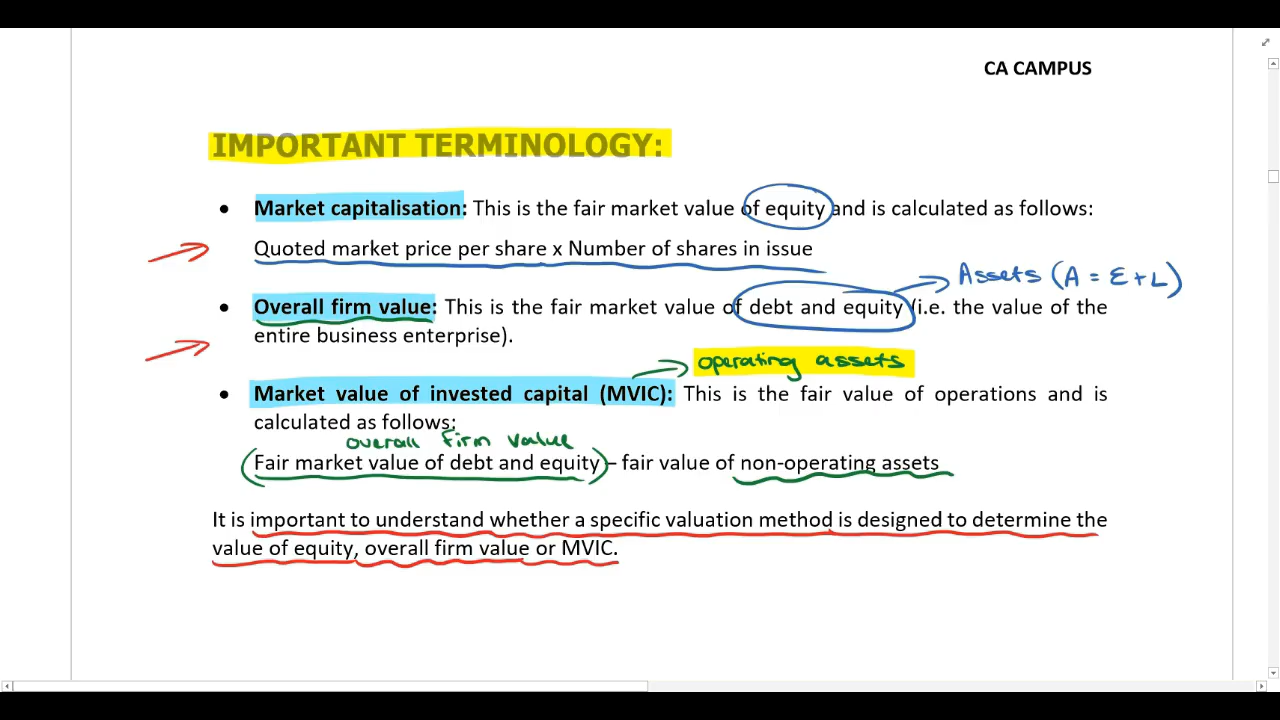 CA CAMPUS
IMPORTANT TERMINOLOGY:
• Market capitalisation: This is the fair market value of equity and is calculated as follows:
Quoted market price per share x Number of shares in issue
Assets (A = E + L)
• Overall firm value: This is the fair market value of debt and equity (i.e. the value of the
entire business enterprise).
operating assets
• Market value of invested capital (MVIC): This is the fair value of operations and is
calculated as follows:
overall firm value
(Fair market value of debt and equity) – fair value of non-operating assets
It is important to understand whether a specific valuation method is designed to determine the
value of equity, overall firm value or MVIC.